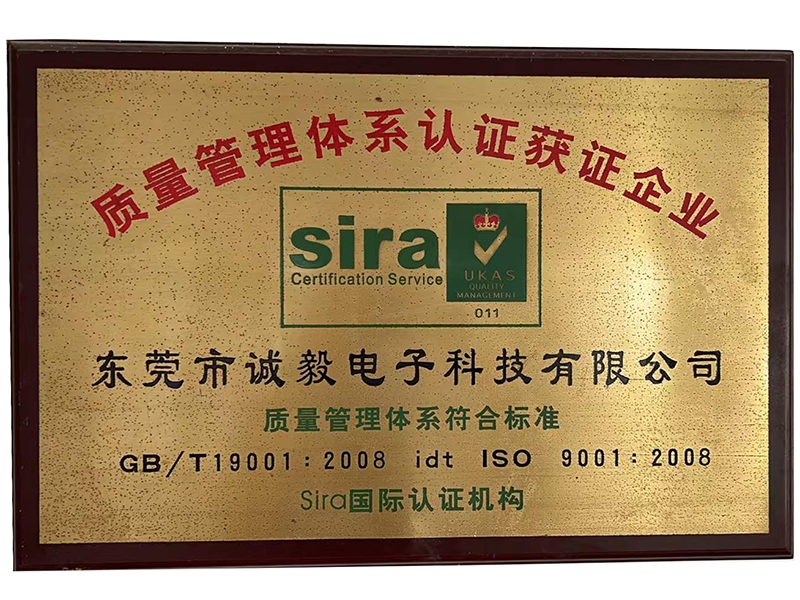 质量管理体系认证获证企业
sira
Certification Service
UKAS
QUALITY
MANAGEMENT
011
东莞市诚毅电子科技有限公司
质量管理体系符合标准
GB/T19001:2008 idt ISO 9001:2008
Sira国际认证机构